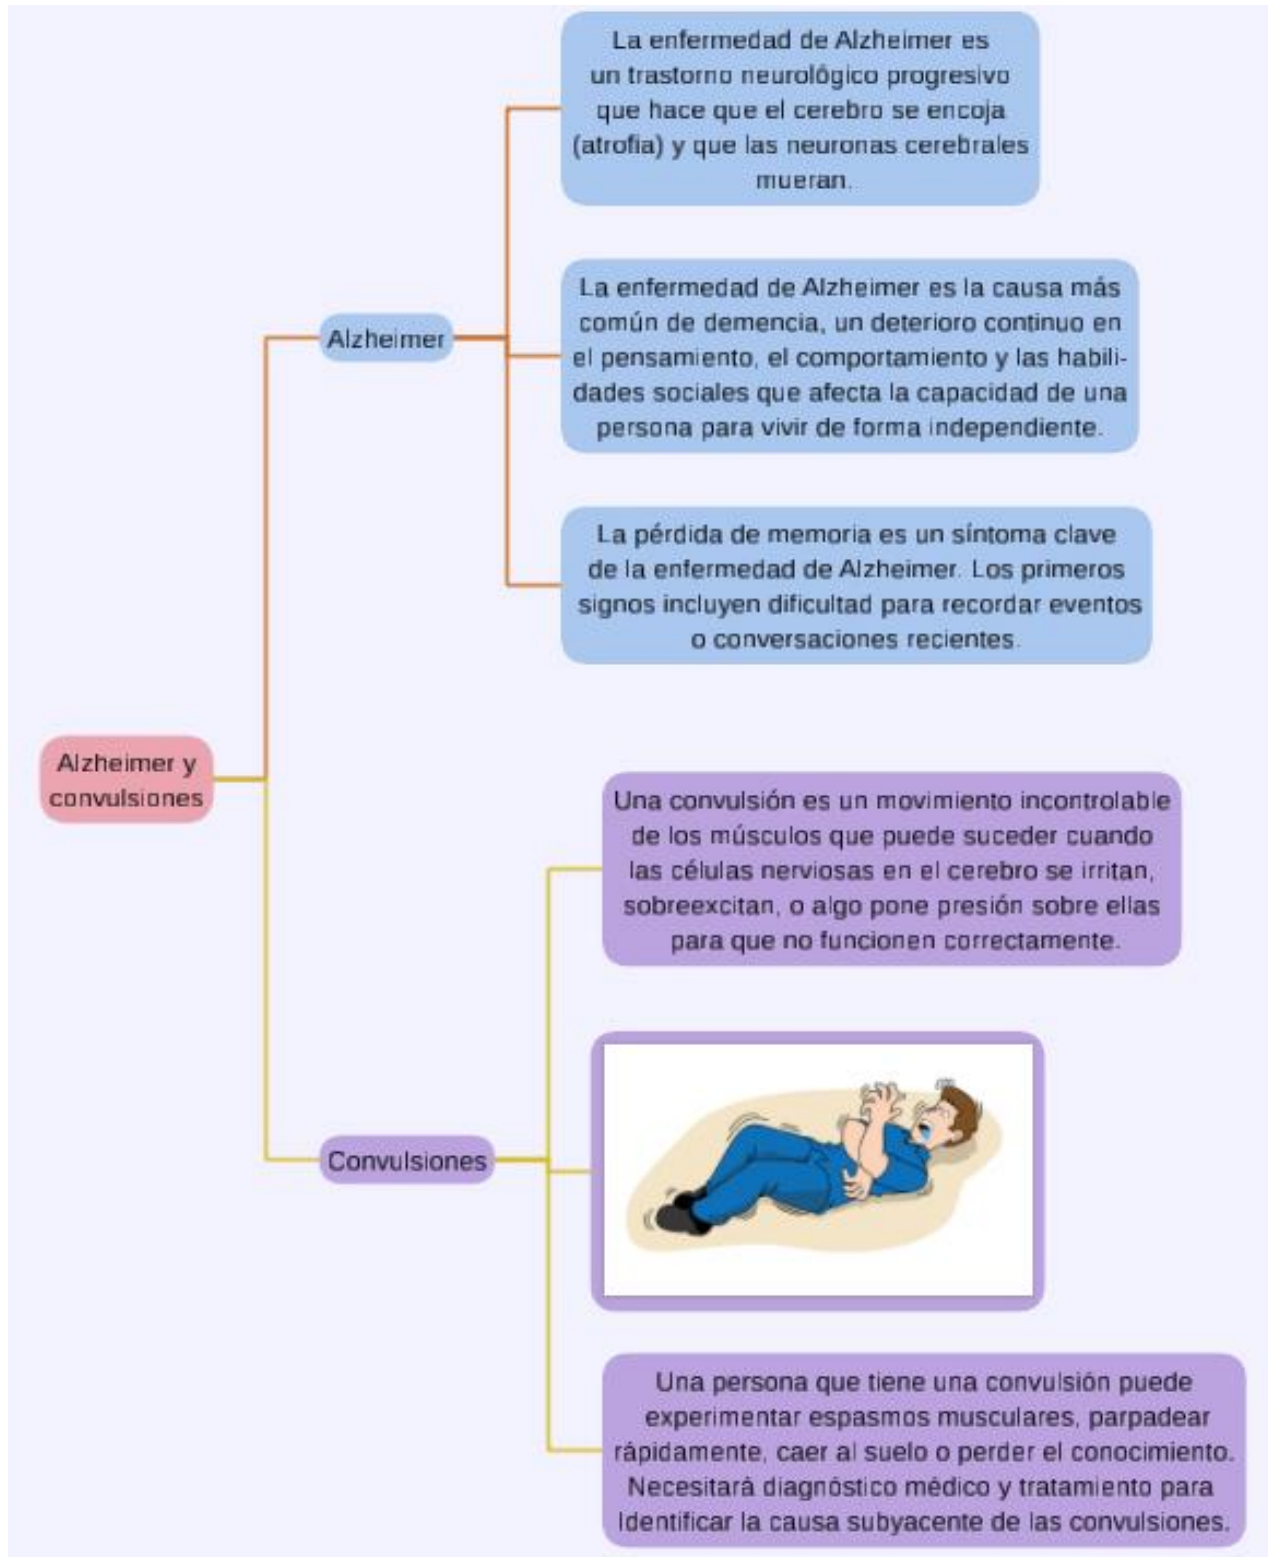 La enfermedad de Alzheimer es
un trastorno neurológico progresivo
que hace que el cerebro se encoja
(atrofia) y que las neuronas cerebrales
mueran.
La enfermedad de Alzheimer es la causa más
común de demencia, un deterioro continuo en
el pensamiento, el comportamiento y las habili-
dades sociales que afecta la capacidad de una
persona para vivir de forma independiente.
Alzheimer
La pérdida de memoria es un síntoma clave
de la enfermedad de Alzheimer. Los primeros
signos incluyen dificultad para recordar eventos
o conversaciones recientes.
Alzheimer y
convulsiones
Una convulsión es un movimiento incontrolable
de los músculos que puede suceder cuando
las células nerviosas en el cerebro se irritan,
sobreexcitan, o algo pone presión sobre ellas
para que no funcionen correctamente.
Convulsiones
Una persona que tiene una convulsión puede
experimentar espasmos musculares, parpadear
rápidamente, caer al suelo o perder el conocimiento.
Necesitará diagnóstico médico y tratamiento para
Identificar la causa subyacente de las convulsiones.